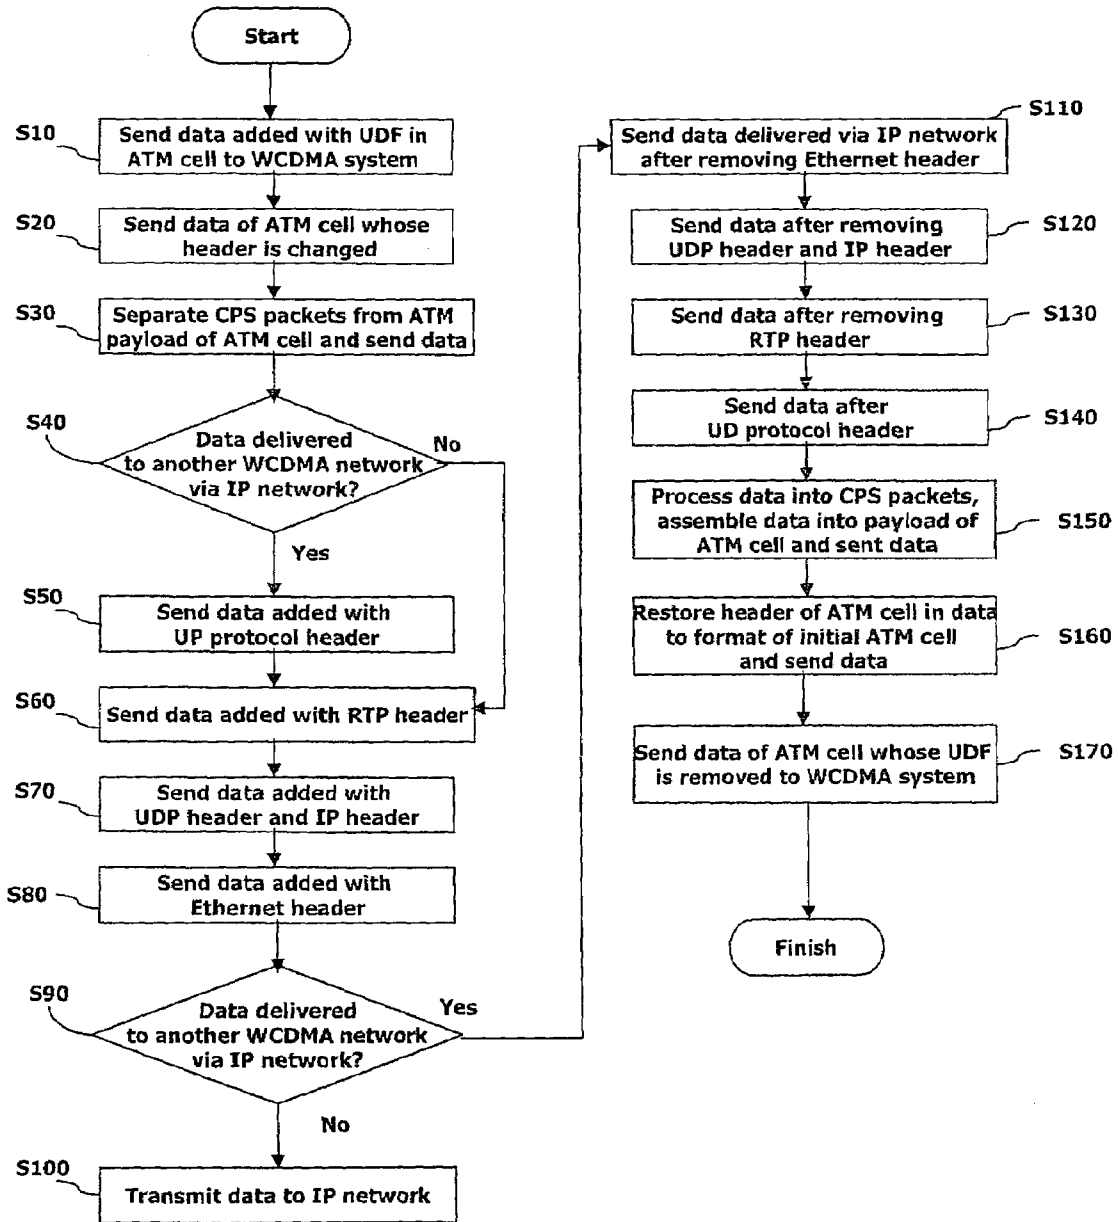 Start
S10
Send data added with UDF in
ATM cell to WCDMA system
S20
Send data of ATM cell whose
header is changed
S30
Separate CPS packets from ATM
payload of ATM cell and send data
S40
Data delivered
to another WCDMA network
via IP network?
No
Yes
S50
Send data added with
UP protocol header
S60
Send data added with RTP header
S70
Send data added with
UDP header and IP header
S80
Send data added with
Ethernet header
S90
Data delivered
to another WCDMA network
via IP network?
Yes
No
S100
Transmit data to IP network
S110
Send data delivered via IP network
after removing Ethernet header
S120
Send data after removing
UDP header and IP header
S130
Send data after removing
RTP header
S140
Send data after
UD protocol header
S150
Process data into CPS packets,
assemble data into payload of
ATM cell and sent data
S160
Restore header of ATM cell in data
to format of initial ATM cell
and send data
S170
Send data of ATM cell whose UDF
is removed to WCDMA system
Finish